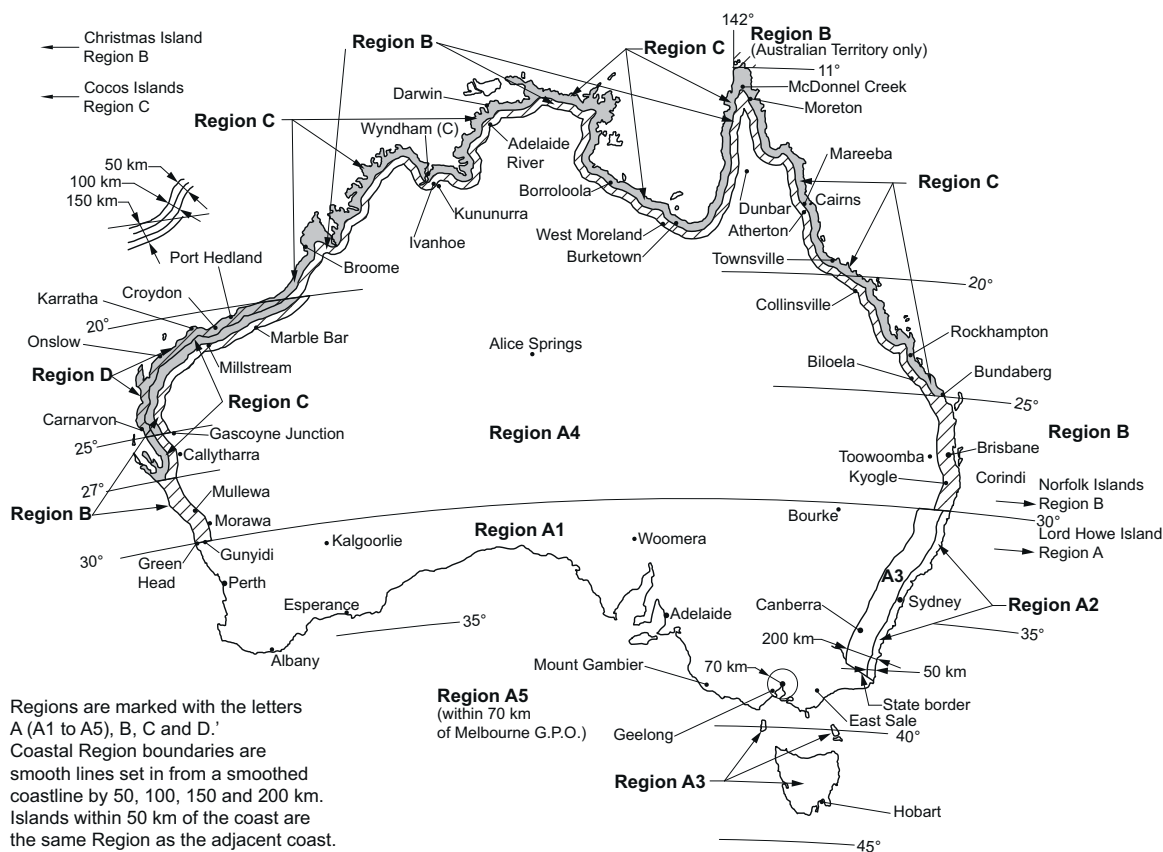 142°
Christmas Island
Region B
Cocos Islands
Region C
Region B
Region C
Region B
(Australian Territory only)
11°
McDonnel Creek
Moreton
Darwin
Region C
Wyndham (C)
Adelaide
River
Mareeba
50 km
100 km
150 km
Borroloola
Region C
Kununurra
Cairns
Dunbar
Atherton
Ivanhoe
West Moreland
Burketown
Port Hedland
Broome
Townsville
20°
Croydon
Karratha
20°
Collinsville
Marble Bar
Onslow
Alice Springs
Rockhampton
Millstream
Biloela
Region D
Bundaberg
Region C
25°
Carnarvon
Gascoyne Junction
Region A4
Region B
25°
Callytharra
Toowoomba
Brisbane
Kyogle
Corindi
27°
Mullewa
Norfolk Islands
Region B
Region B
Morawa
Region A1
Bourke
30°
Lord Howe Island
Region A
30°
Green
Head
Gunyidi
Kalgoorlie
Woomera
A3
Perth
Esperance
Canberra
Sydney
Region A2
Adelaide
35°
35°
200 km
Albany
Mount Gambier
70 km
50 km
Region A5
(within 70 km
of Melbourne G.P.O.)
State border
East Sale
Geelong
40°
Regions are marked with the letters
A (A1 to A5), B, C and D.'
Coastal Region boundaries are
smooth lines set in from a smoothed
coastline by 50, 100, 150 and 200 km.
Islands within 50 km of the coast are
the same Region as the adjacent coast.
Region A3
Hobart
45°